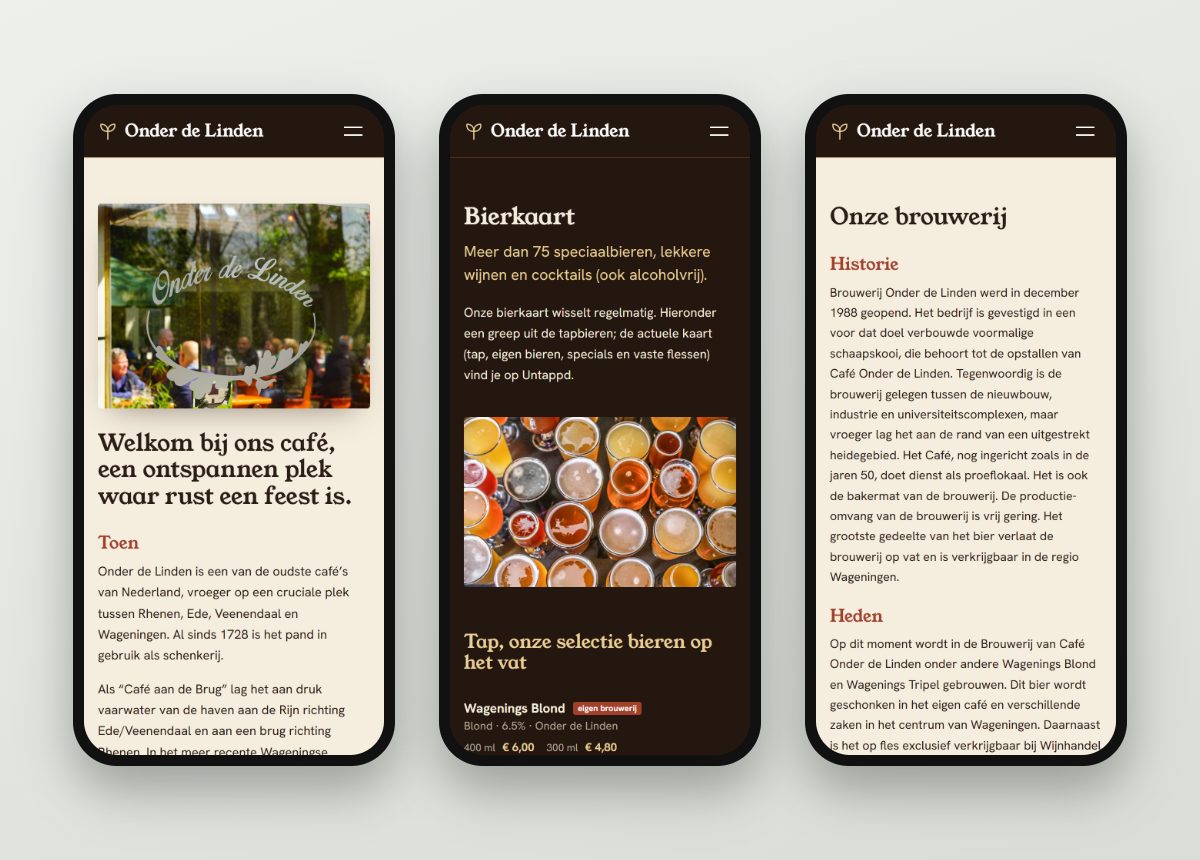 Onder de Linden
Onder de Linden
Welkom bij ons café,
een ontspannen plek
waar rust een feest is.
Toen
Onder de Linden is een van de oudste café’s
van Nederland, vroeger op een cruciale plek
tussen Rhenen, Ede, Veenendaal en
Wageningen. Al sinds 1728 is het pand in
gebruik als schenkerij.
Als “Café aan de Brug” lag het aan druk
vaarwater van de haven aan de Rijn richting
Ede/Veenendaal en aan een brug richting
Rhenen. In het meer recente Wageningse
Onder de Linden
Bierkaart
Meer dan 75 speciaalbieren, lekkere
wijnen en cocktails (ook alcoholvrij).
Onze bierkaart wisselt regelmatig. Hieronder
een greep uit de tapbieren; de actuele kaart
(tap, eigen bieren, specials en vaste flessen)
vind je op Untappd.
Tap, onze selectie bieren op
het vat
Wagenings Blond eigen brouwerij
Blond · 6.5% · Onder de Linden
400 ml € 6,00 300 ml € 4,80
Onder de Linden
Onze brouwerij
Historie
Brouwerij Onder de Linden werd in december
1988 geopend. Het bedrijf is gevestigd in een
voor dat doel verbouwde voormalige
schaapskooi, die behoort tot de opstallen van
Café Onder de Linden. Tegenwoordig is de
brouwerij gelegen tussen de nieuwbouw,
industrie en universiteitscomplexen, maar
vroeger lag het aan de rand van een uitgestrekt
heidegebied. Het Café, nog ingericht zoals in de
jaren 50, doet dienst als proeflokaal. Het is ook
de bakermat van de brouwerij. De productie-
omvang van de brouwerij is vrij gering. Het
grootste gedeelte van het bier verlaat de
brouwerij op vat en is verkrijgbaar in de regio
Wageningen.
Heden
Op dit moment wordt in de Brouwerij van Café
Onder de Linden onder andere Wagenings Blond
en Wagenings Tripel gebrouwen. Dit bier wordt
geschonken in het eigen café en verschillende
zaken in het centrum van Wageningen. Daarnaast
is het op fles exclusief verkrijgbaar bij Wijnhandel